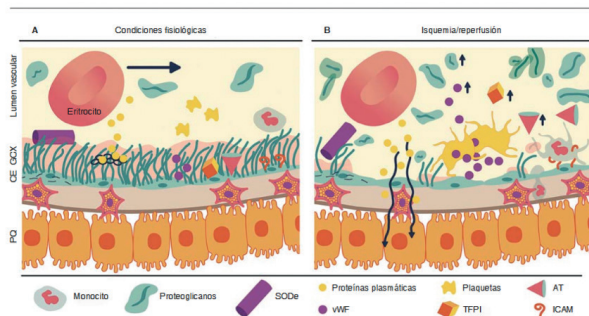 A
Condiciones fisiológicas
B
Isquemia/reperfusión
Lumen vascular
Eritrocito
GCX
CE
PQ
Monocito
Proteoglicanos
SODe
Proteínas plasmáticas
Plaquetas
AT
vWF
TFPI
ICAM